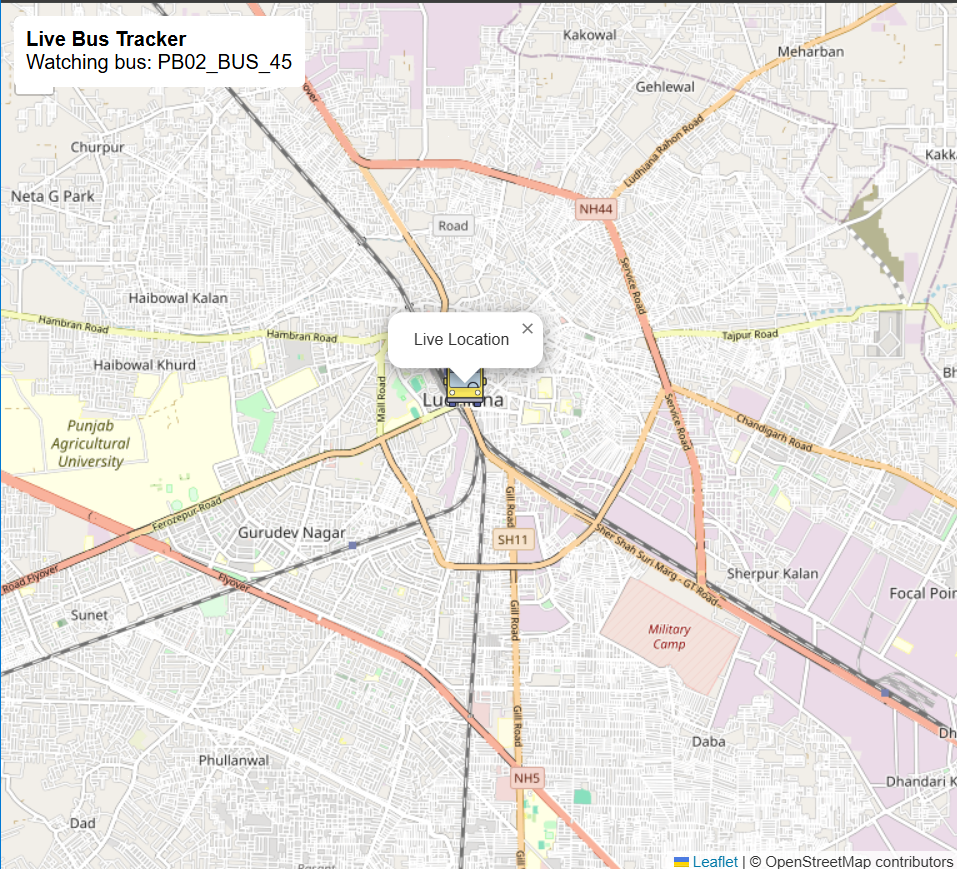 Live Bus Tracker
Watching bus: PB02_BUS_45
Kakowal
Meharban
Gehlewal
over
Ludhiana Rahon Road
Churpur
Kakk
Neta G Park
NH44
Road
Service Road
Haibowal Kalan
Hambran Road
Hambran Road
Tajpur Road
Live Location
×
Haibowal Khurd
Bh
Mall Road
Ludhiana
Service Road
Chandigarh Road
Punjab
Agricultural
University
Ferozepur-Road
Gill Road
Gurudev Nagar
SH11
Sher Shah Suri Marg - GT Road
Road Flyover
Flyover
Sherpur Kalan
Focal Poin
Sunet
Gill Road
Military
Camp
Gill Road
Daba
Dh
Phullanwal
NH5
Dhandari K
Dad
Gill
Leaflet | © OpenStreetMap contributors